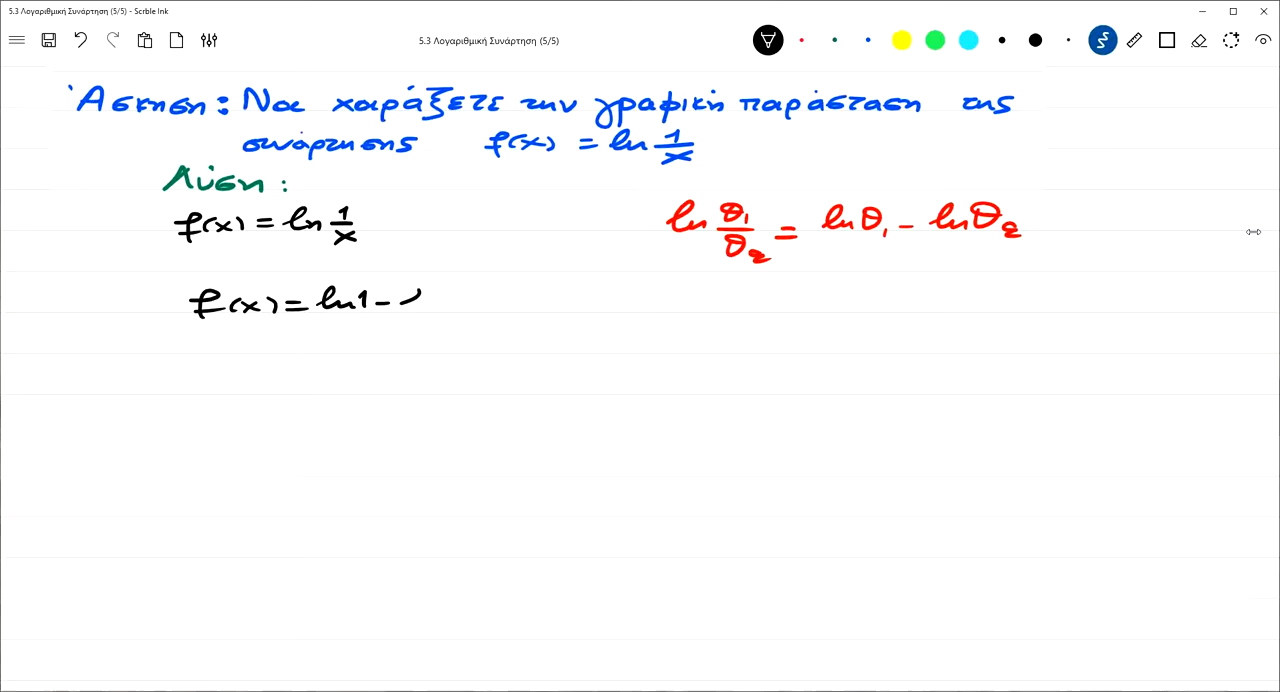 5.3 Λογαριθμική Συνάρτηση (5/5) - Scrble Ink
5.3 Λογαριθμική Συνάρτηση (5/5)
Άσκηση: Να χαράξετε την γραφική παράσταση της
συνάρτησης f(x) = ln 1/x
Λύση:
f(x) = ln 1/x
ln θ₁/θ₂ = lnθ₁ - lnθ₂
f(x) = ln1 -